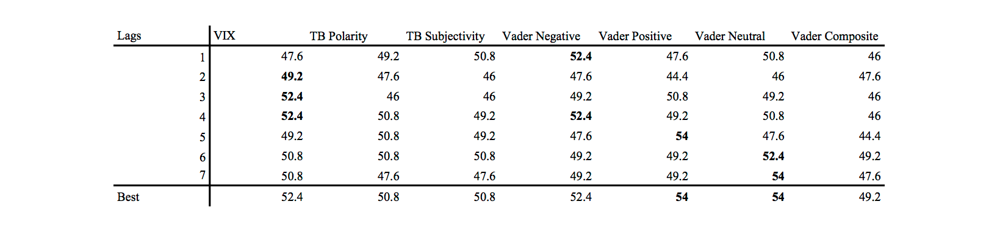 Lags VIX TB Polarity TB Subjectivity Vader Negative Vader Positive Vader Neutral Vader Composite
1 47.6 49.2 50.8 52.4 47.6 50.8 46
2 49.2 47.6 46 47.6 44.4 46 47.6
3 52.4 46 46 49.2 50.8 49.2 46
4 52.4 50.8 49.2 52.4 49.2 50.8 46
5 49.2 50.8 49.2 47.6 54 47.6 44.4
6 50.8 50.8 50.8 49.2 49.2 52.4 49.2
7 50.8 47.6 47.6 49.2 49.2 54 47.6
Best 52.4 50.8 50.8 52.4 54 54 49.2